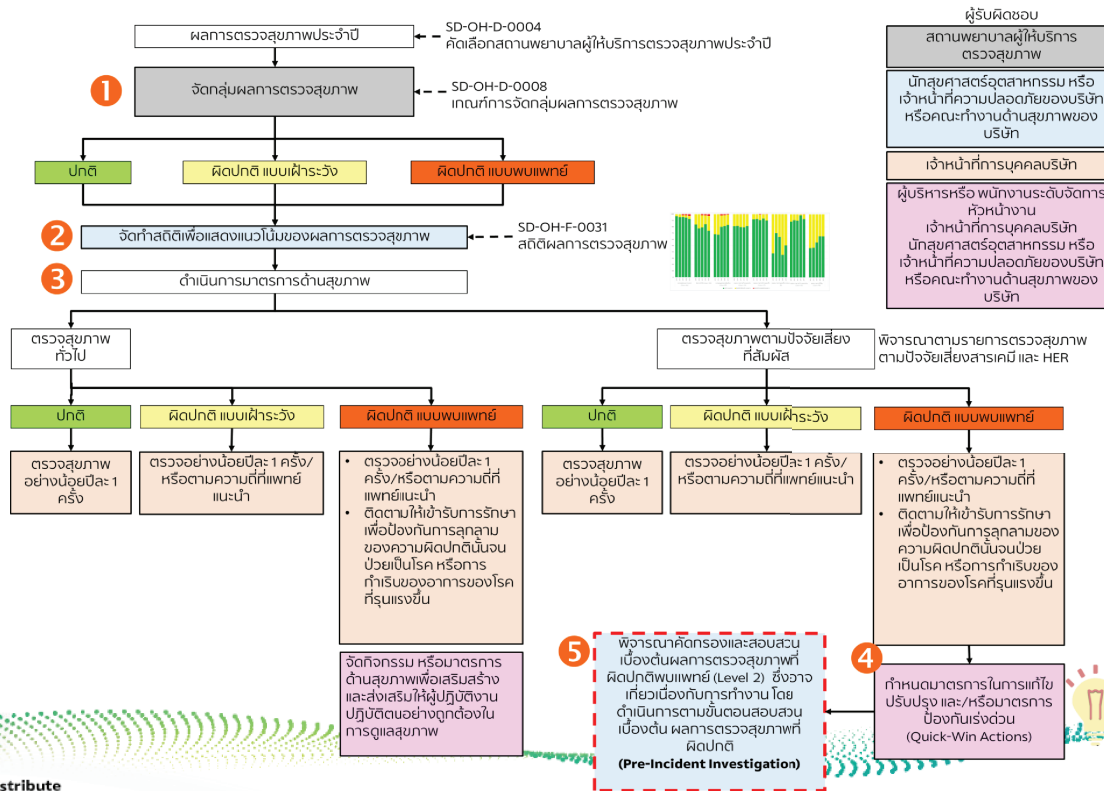 ผลการตรวจสุขภาพประจำปี
SD-OH-D-0004
คัดเลือกสถานพยาบาลผู้ให้บริการตรวจสุขภาพประจำปี
1
จัดกลุ่มผลการตรวจสุขภาพ
SD-OH-D-0008
เกณฑ์การจัดกลุ่มผลการตรวจสุขภาพ
ปกติ
ผิดปกติ แบบเฝ้าระวัง
ผิดปกติ แบบพบแพทย์
2
จัดทำสถิติเพื่อแสดงแนวโน้มของผลการตรวจสุขภาพ
SD-OH-F-0031
สถิติผลการตรวจสุขภาพ
3
ดำเนินการมาตรการด้านสุขภาพ
ผู้รับผิดชอบ
สถานพยาบาลผู้ให้บริการ
ตรวจสุขภาพ
นักสุขศาสตร์อุตสาหกรรม หรือ
เจ้าหน้าที่ความปลอดภัยของบริษัท
หรือคณะทำงานด้านสุขภาพของ
บริษัท
เจ้าหน้าที่การบุคคลบริษัท
ผู้บริหารหรือ พนักงานระดับจัดการ
หัวหน้างาน
เจ้าหน้าที่การบุคคลบริษัท
นักสุขศาสตร์อุตสาหกรรม หรือ
เจ้าหน้าที่ความปลอดภัยของบริษัท
หรือคณะทำงานด้านสุขภาพของ
บริษัท
ตรวจสุขภาพ
ทั่วไป
ตรวจสุขภาพตามปัจจัยเสี่ยง
ที่สัมผัส
พิจารณาตามรายการตรวจสุขภาพ
ตามปัจจัยเสี่ยงสารเคมี และ HER
ปกติ
ผิดปกติ แบบเฝ้าระวัง
ผิดปกติ แบบพบแพทย์
ปกติ
ผิดปกติ แบบเฝ้าระวัง
ผิดปกติ แบบพบแพทย์
ตรวจสุขภาพ
อย่างน้อยปีละ 1
ครั้ง
ตรวจอย่างน้อยปีละ 1 ครั้ง/
หรือตามความถี่ที่แพทย์
แนะนำ
• ตรวจอย่างน้อยปีละ 1
ครั้ง/หรือตามความถี่ที่
แพทย์แนะนำ
• ติดตามให้เข้ารับการรักษา
เพื่อป้องกันการลุกลาม
ของความผิดปกตินั้นจน
ป่วยเป็นโรค หรือการ
กำเริบของอาการของโรค
ที่รุนแรงขึ้น
จัดกิจกรรม หรือมาตรการ
ด้านสุขภาพเพื่อเสริมสร้าง
และส่งเสริมให้ผู้ปฏิบัติงาน
ปฏิบัติตนอย่างถูกต้องใน
การดูแลสุขภาพ
ตรวจสุขภาพ
อย่างน้อยปีละ 1
ครั้ง
ตรวจอย่างน้อยปีละ 1 ครั้ง/
หรือตามความถี่ที่แพทย์แนะนำ
• ตรวจอย่างน้อยปีละ 1
ครั้ง/หรือตามความถี่ที่
แพทย์แนะนำ
• ติดตามให้เข้ารับการรักษา
เพื่อป้องกันการลุกลามของ
ความผิดปกตินั้นจนป่วย
เป็นโรค หรือการกำเริบของ
อาการของโรคที่รุนแรงขึ้น
4
กำหนดมาตรการในการแก้ไข
ปรับปรุง และ/หรือมาตรการ
ป้องกันเร่งด่วน
(Quick-Win Actions)
5
พิจารณาคัดกรองและสอบสวน
เบื้องต้นผลการตรวจสุขภาพที่
ผิดปกติพบแพทย์ (Level 2) ซึ่งอาจ
เกี่ยวเนื่องกับการทำงาน โดย
ดำเนินการตามขั้นตอนสอบสวน
เบื้องต้น ผลการตรวจสุขภาพที่
ผิดปกติ
(Pre-Incident Investigation)
stribute